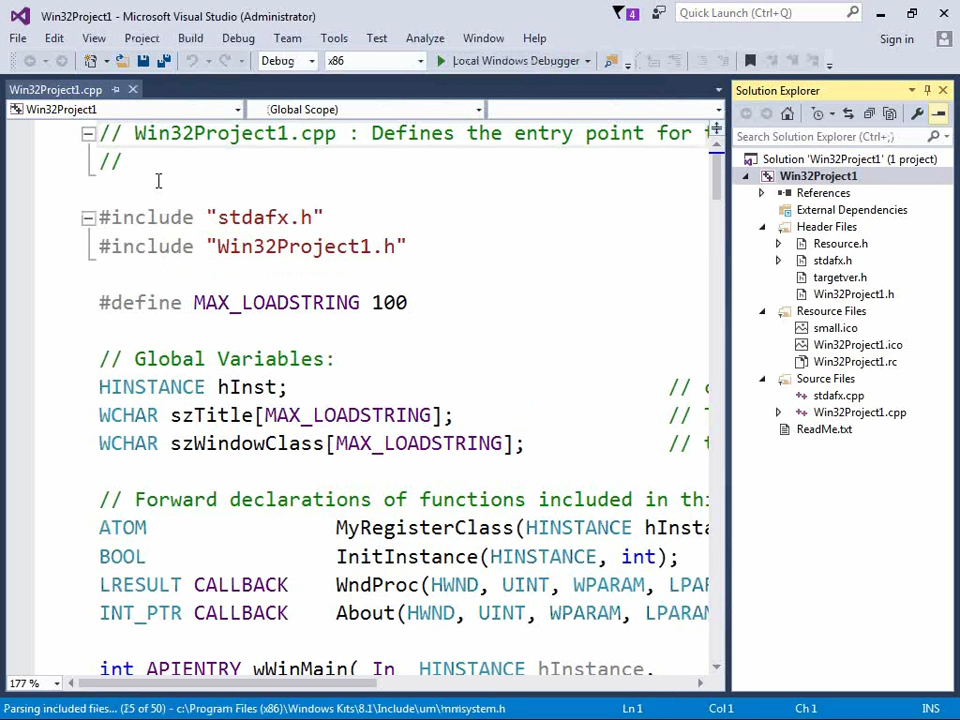 Win32Project1 - Microsoft Visual Studio (Administrator)
4
Quick Launch (Ctrl+Q)
File Edit View Project Build Debug Team Tools Test Analyze Window Help
Sign in
Debug x86 Local Windows Debugger
Win32Project1.cpp
Win32Project1 (Global Scope)
// Win32Project1.cpp : Defines the entry point for
//
#include "stdafx.h"
#include "Win32Project1.h"
#define MAX_LOADSTRING 100
// Global Variables:
HINSTANCE hInst; //
WCHAR szTitle[MAX_LOADSTRING]; // T
WCHAR szWindowClass[MAX_LOADSTRING]; // t
// Forward declarations of functions included in thi
ATOM MyRegisterClass(HINSTANCE hInsta
BOOL InitInstance(HINSTANCE, int);
LRESULT CALLBACK WndProc(HWND, UINT, WPARAM, LPAR
INT_PTR CALLBACK About(HWND, UINT, WPARAM, LPARAM
int APIENTRY wWinMain(_In_ HINSTANCE hInstance,
177 %
Solution Explorer
Search Solution Explorer (Ctrl+;)
Solution 'Win32Project1' (1 project)
Win32Project1
References
External Dependencies
Header Files
Resource.h
stdafx.h
targetver.h
Win32Project1.h
Resource Files
small.ico
Win32Project1.ico
Win32Project1.rc
Source Files
stdafx.cpp
Win32Project1.cpp
ReadMe.txt
Parsing included files... (25 of 50) - c:\Program Files (x86)\Windows Kits\8.1\Include\um\mmsystem.h Ln 1 Ch 1 INS